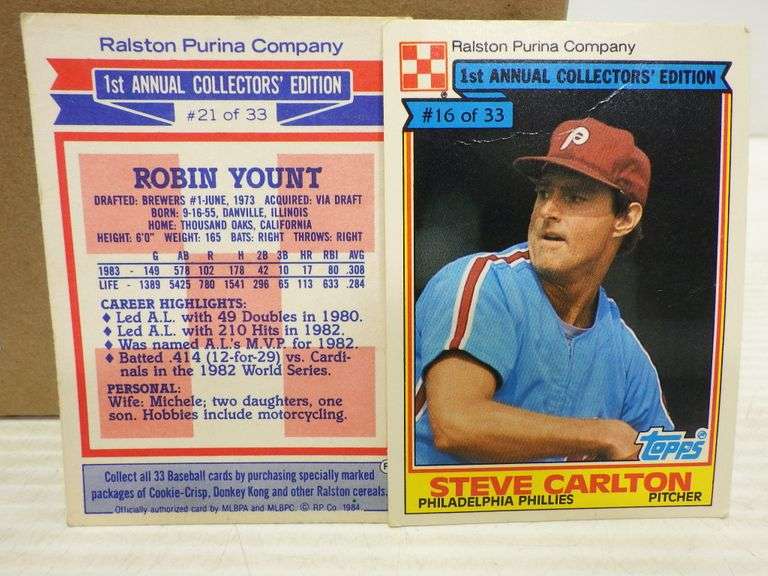 Ralston Purina Company
1st ANNUAL COLLECTORS' EDITION
#21 of 33
ROBIN YOUNT
DRAFTED: BREWERS #1-JUNE, 1973 ACQUIRED: VIA DRAFT
BORN: 9-16-55, DANVILLE, ILLINOIS
HOME: THOUSAND OAKS, CALIFORNIA
HEIGHT: 6'0" WEIGHT: 165 BATS: RIGHT THROWS: RIGHT
G AB R H 2B 3B HR RBI AVG
1983 - 149 578 102 178 42 10 17 80 .308
LIFE - 1389 5425 780 1541 296 65 113 633 .284
CAREER HIGHLIGHTS:
♦ Led A.L. with 49 Doubles in 1980.
♦ Led A.L. with 210 Hits in 1982.
♦ Was named A.L.'s M.V.P. for 1982.
♦ Batted .414 (12-for-29) vs. Cardi-
nals in the 1982 World Series.
PERSONAL:
Wife: Michele; two daughters, one
son. Hobbies include motorcycling.
Collect all 33 Baseball cards by purchasing specially marked
packages of Cookie-Crisp, Donkey Kong and other Ralston cereals.
Officially authorized card by MLBPA and MLBPC. © RP Co. 1984
Ralston Purina Company
1st ANNUAL COLLECTORS' EDITION
#16 of 33
P
TOPPS
STEVE CARLTON
PHILADELPHIA PHILLIES PITCHER